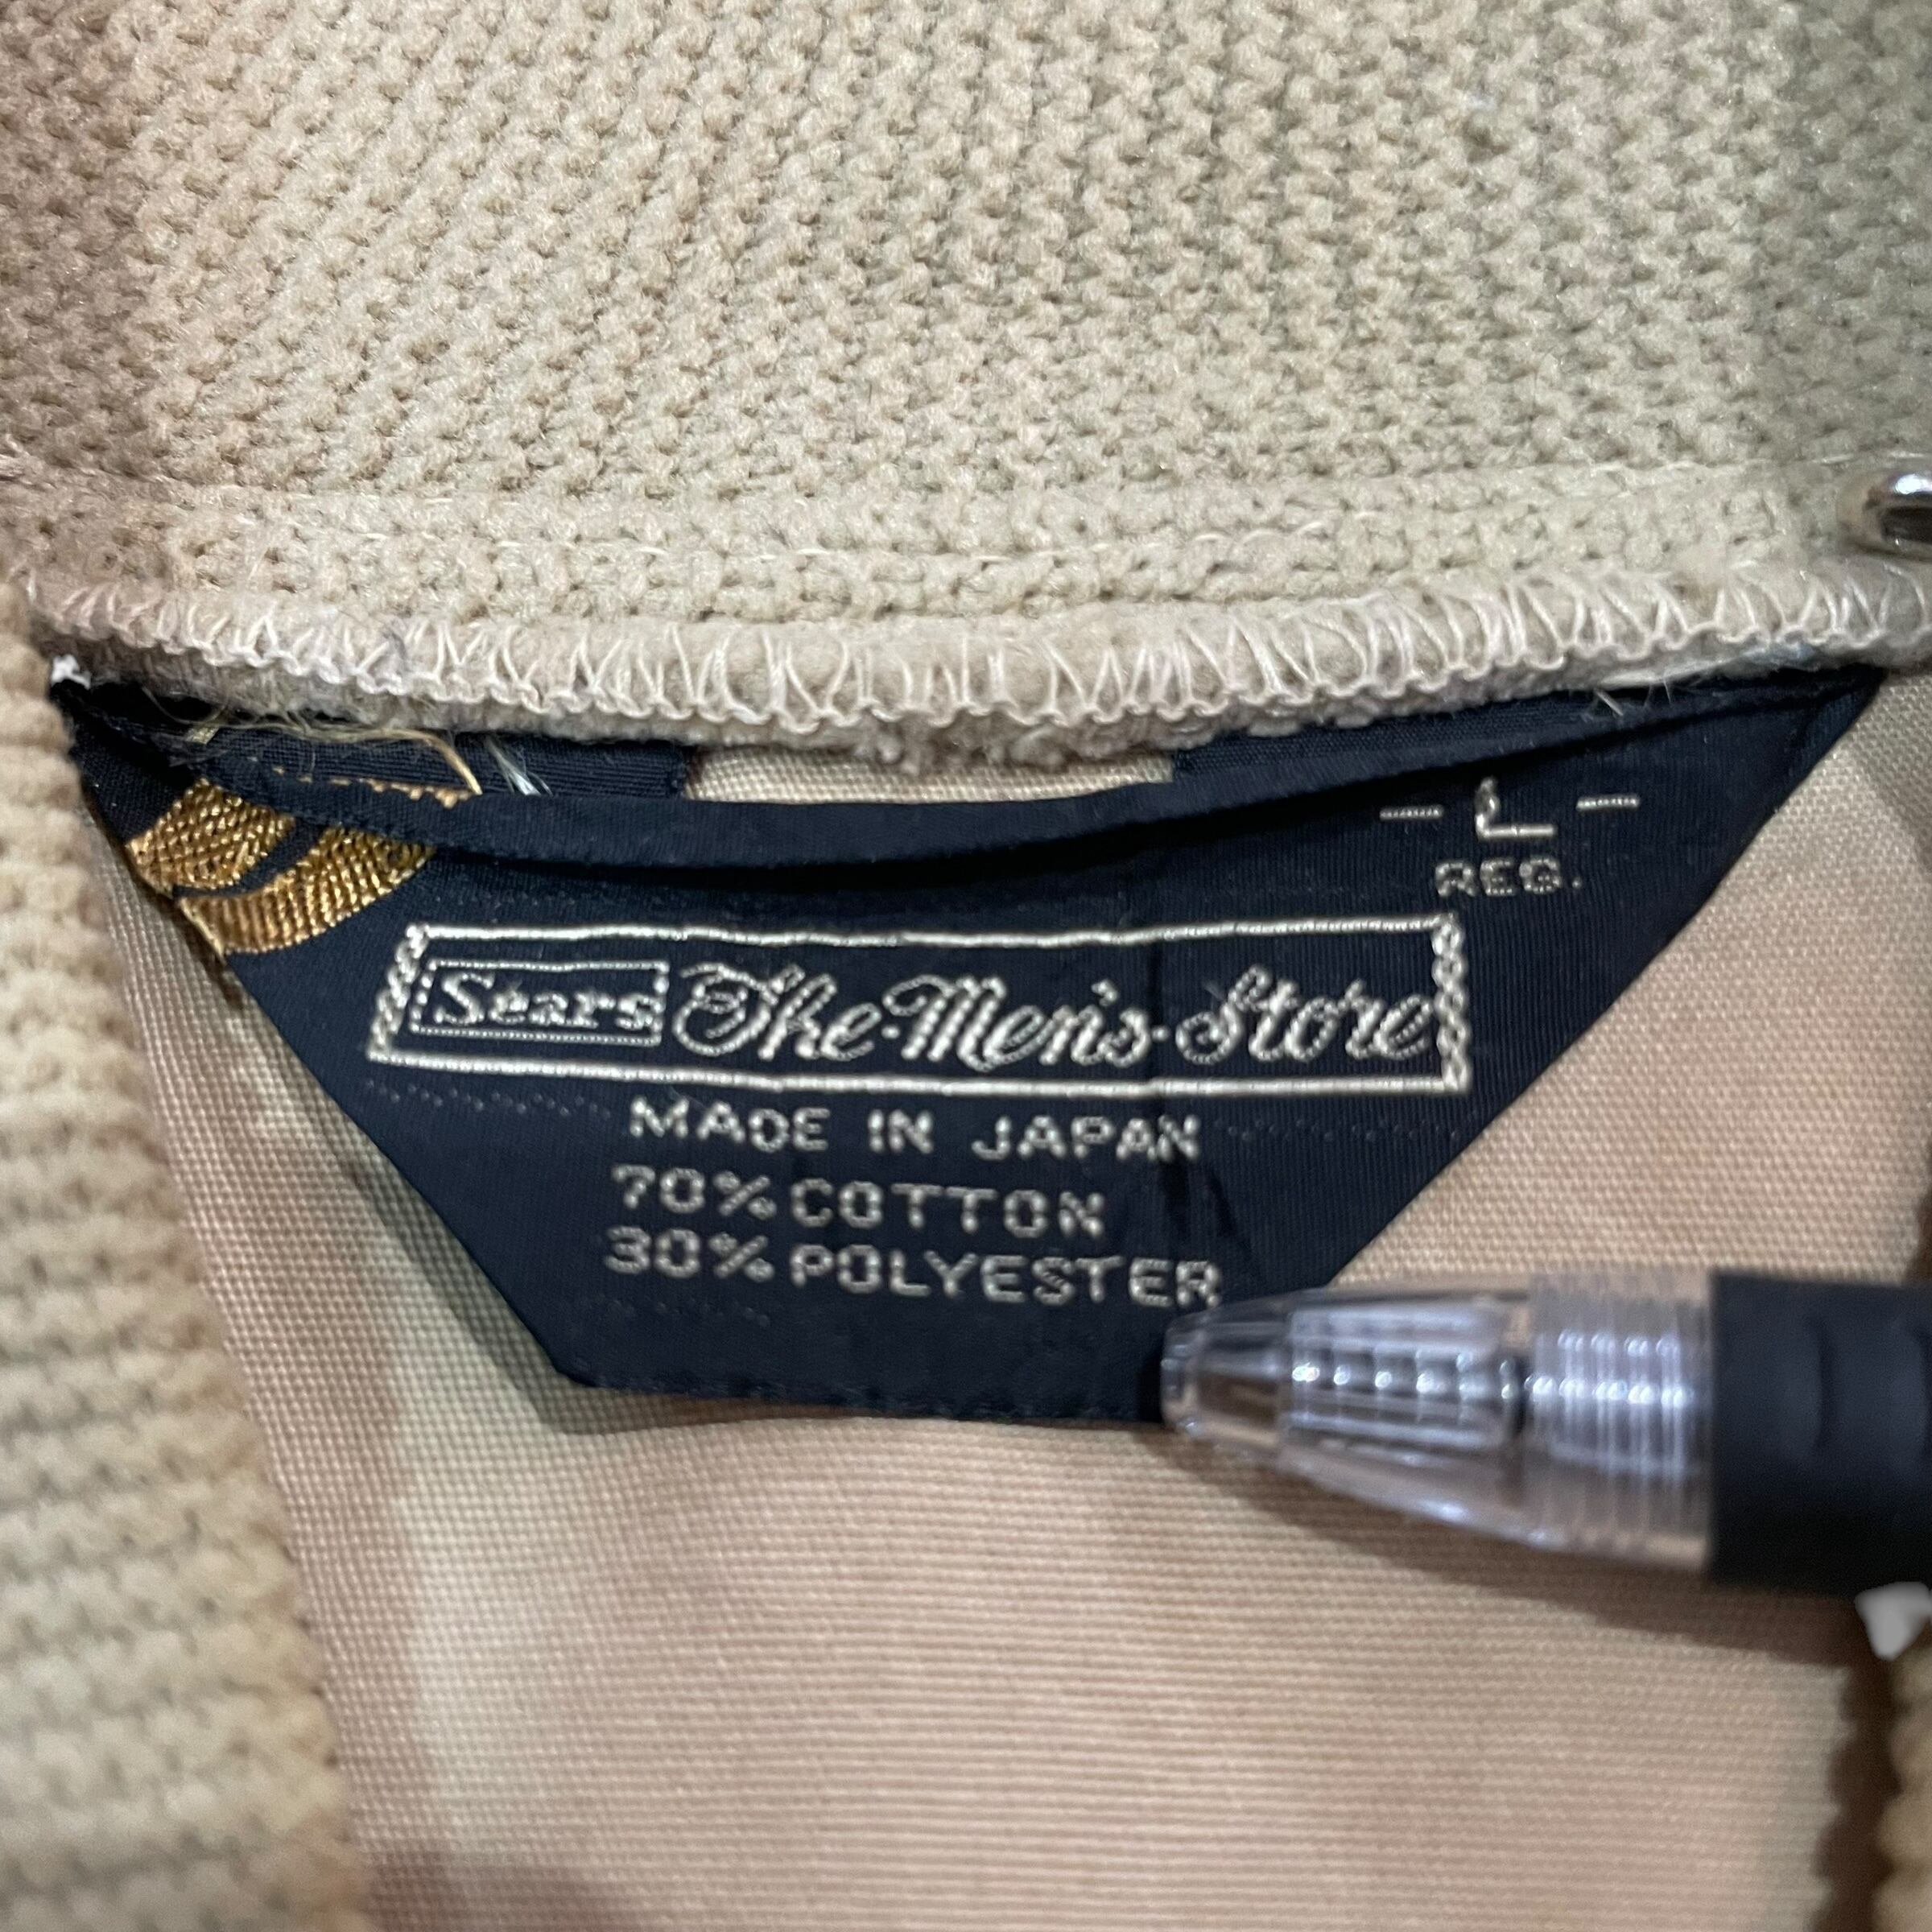 - L -
REG.
Sears The Men's Store
MADE IN JAPAN
70% COTTON
30% POLYESTER